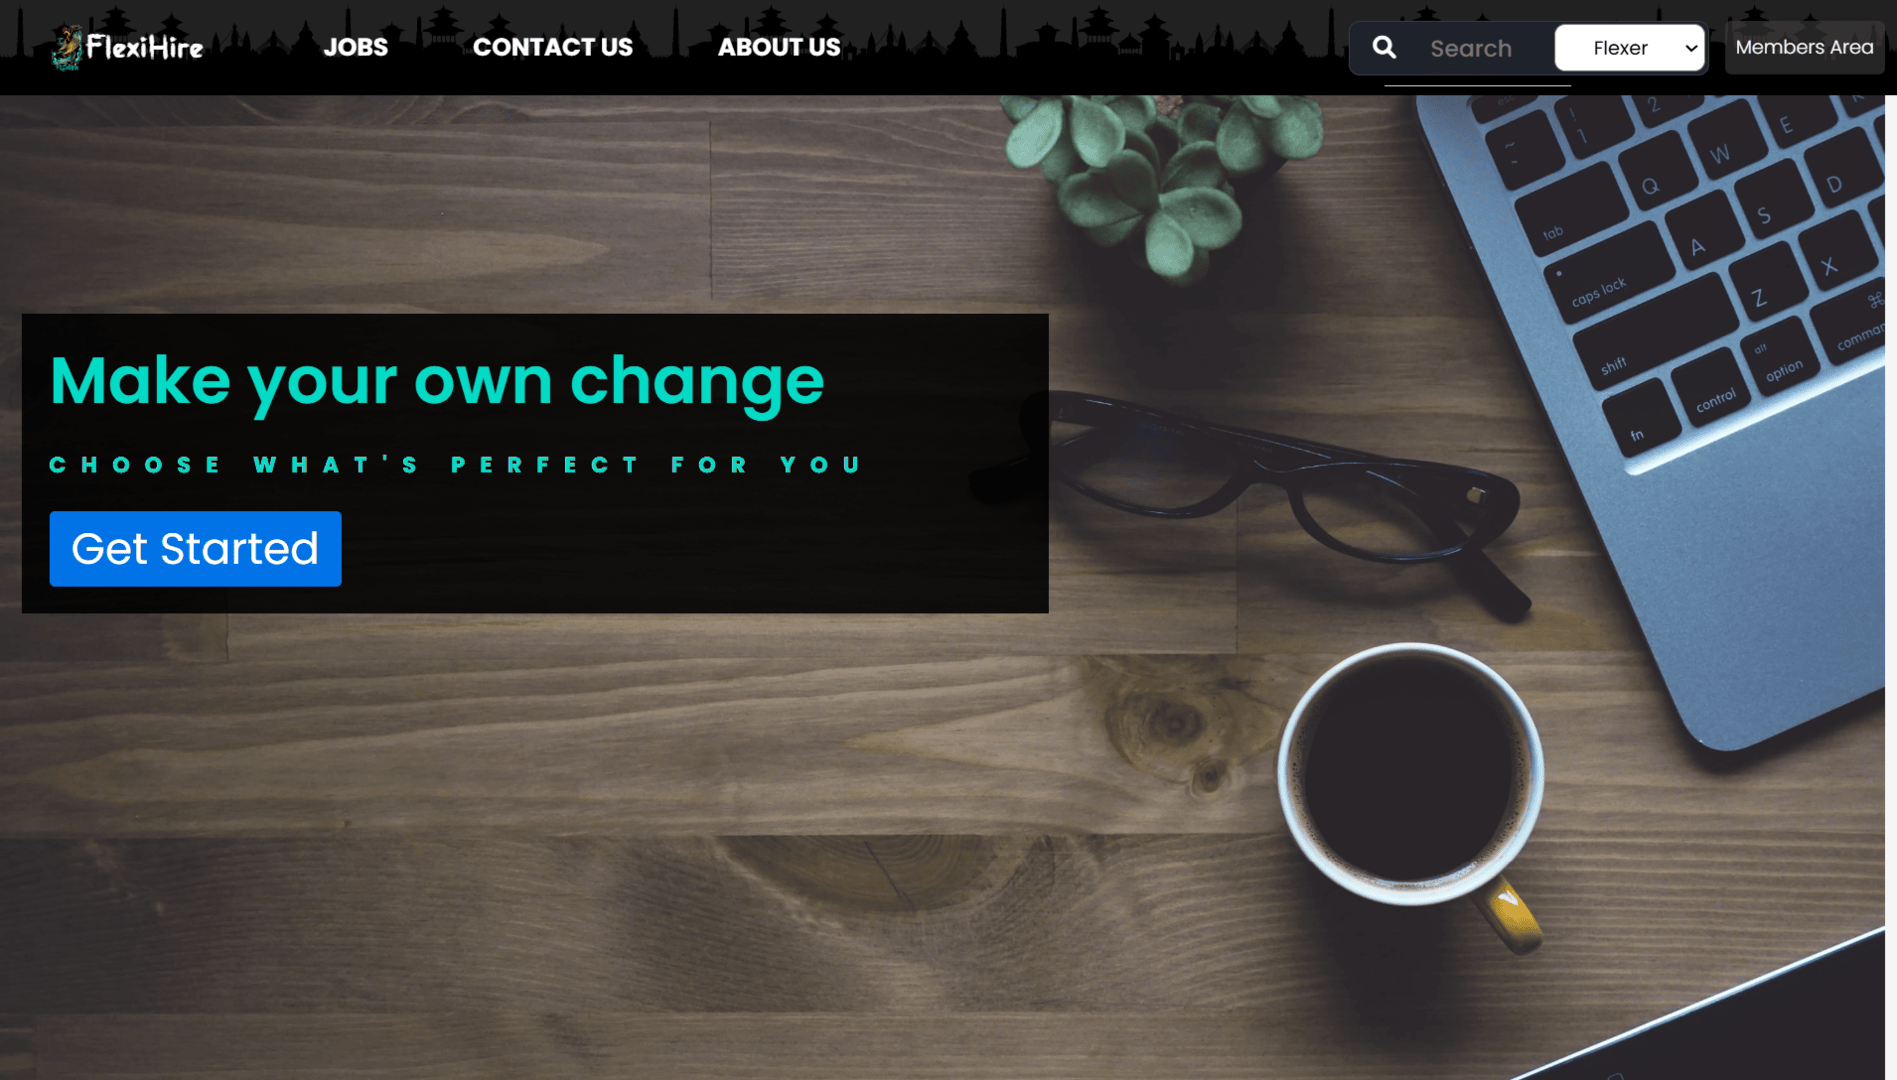 FlexiHire
JOBS
CONTACT US
ABOUT US
Search
Flexer
Members Area
Make your own change
CHOOSE WHAT'S PERFECT FOR YOU
Get Started
! 1
2
~
Q
W
E
tab
A
S
D
caps lock
Z
X
shift
⌘
fn
control
alt
option